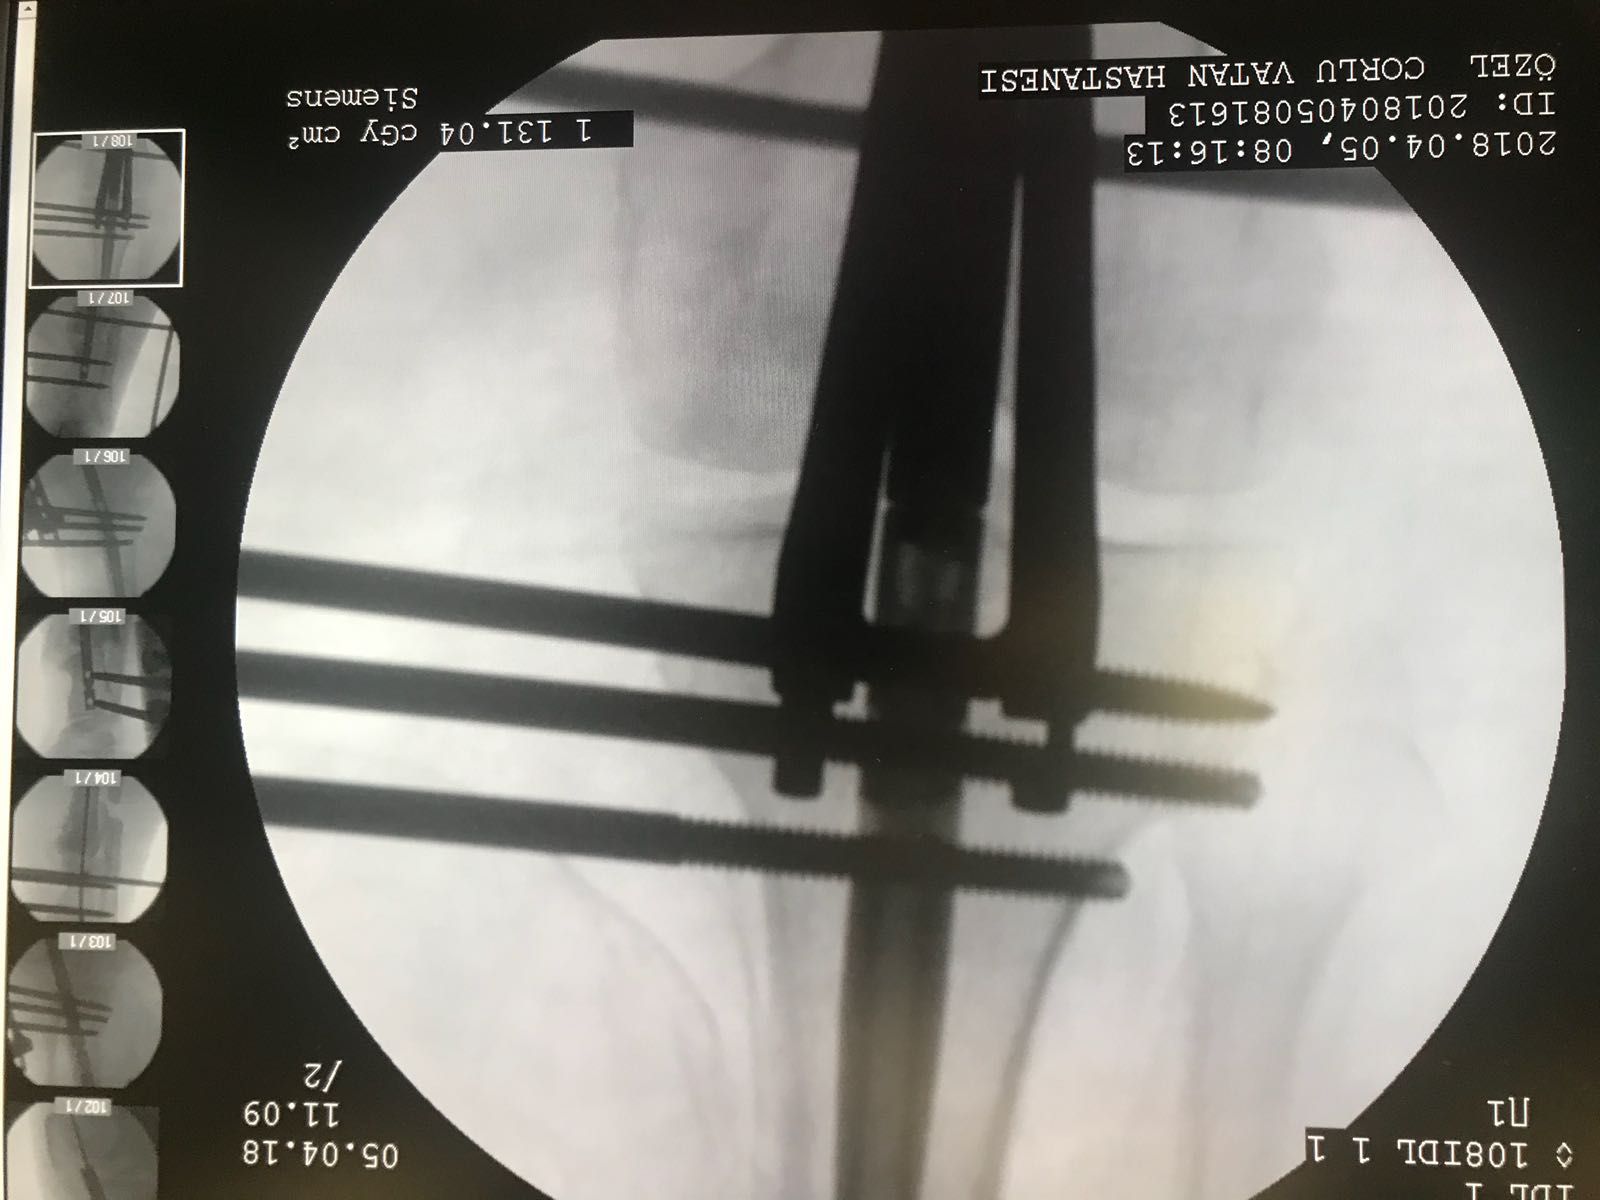 ÖZEL CORLU VATAN HASTANESI
ID: 20180405081613
2018.04.05, 08:16:13
Siemens
1 131.04 cGy cm²
108/1
107/1
106/1
105/1
104/1
103/1
102/1
05.04.18
11.09
/2
IDL 1
◊ 108IDL 1 1
Л1